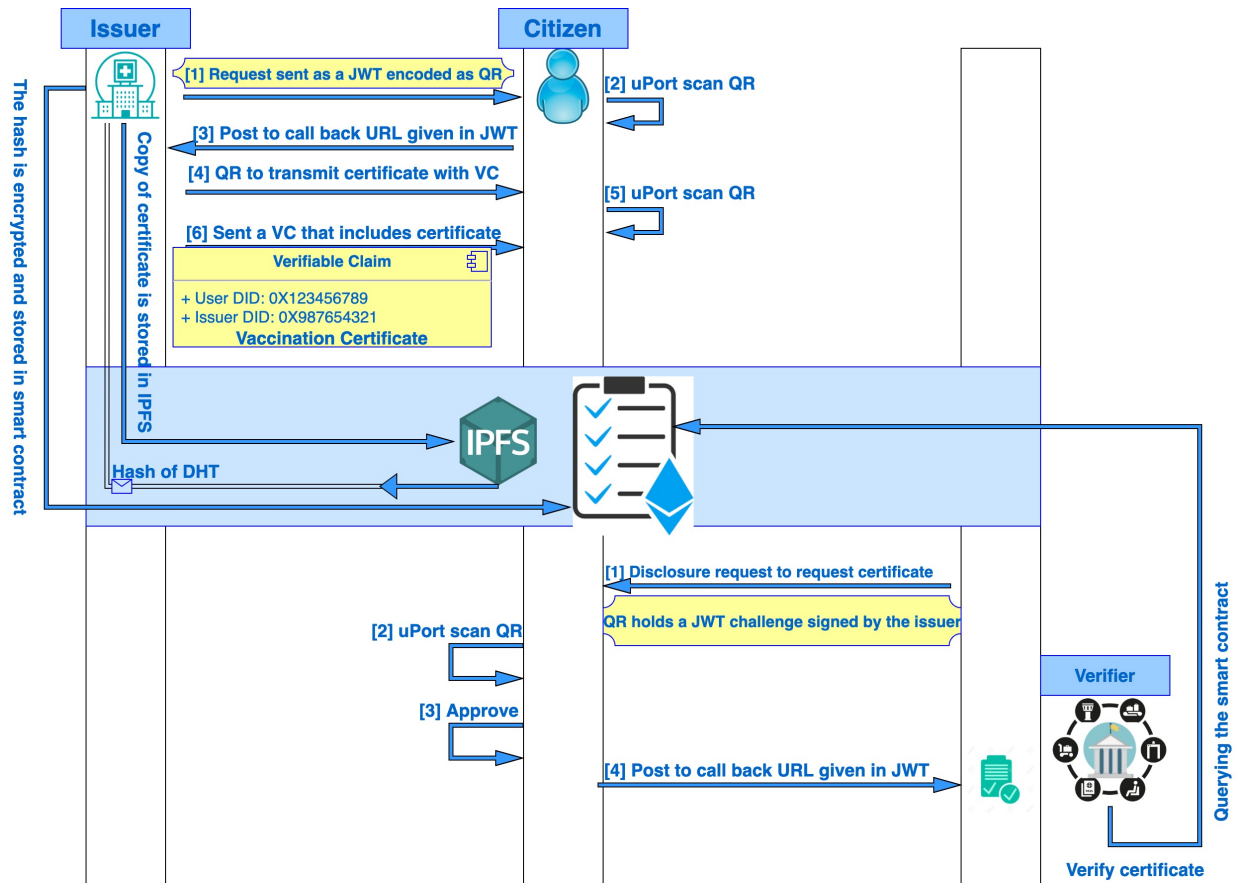 Issuer
Citizen
[1] Request sent as a JWT encoded as QR
[2] uPort scan QR
[3] Post to call back URL given in JWT
[4] QR to transmit certificate with VC
[5] uPort scan QR
[6] Sent a VC that includes certificate
Verifiable Claim
+ User DID: 0X123456789
+ Issuer DID: 0X987654321
Vaccination Certificate
The hash is encrypted and stored in smart contract
Copy of certificate is stored in IPFS
IPFS
Hash of DHT
[1] Disclosure request to request certificate
QR holds a JWT challenge signed by the issuer
[2] uPort scan QR
[3] Approve
[4] Post to call back URL given in JWT
Verifier
Querying the smart contract
Verify certificate